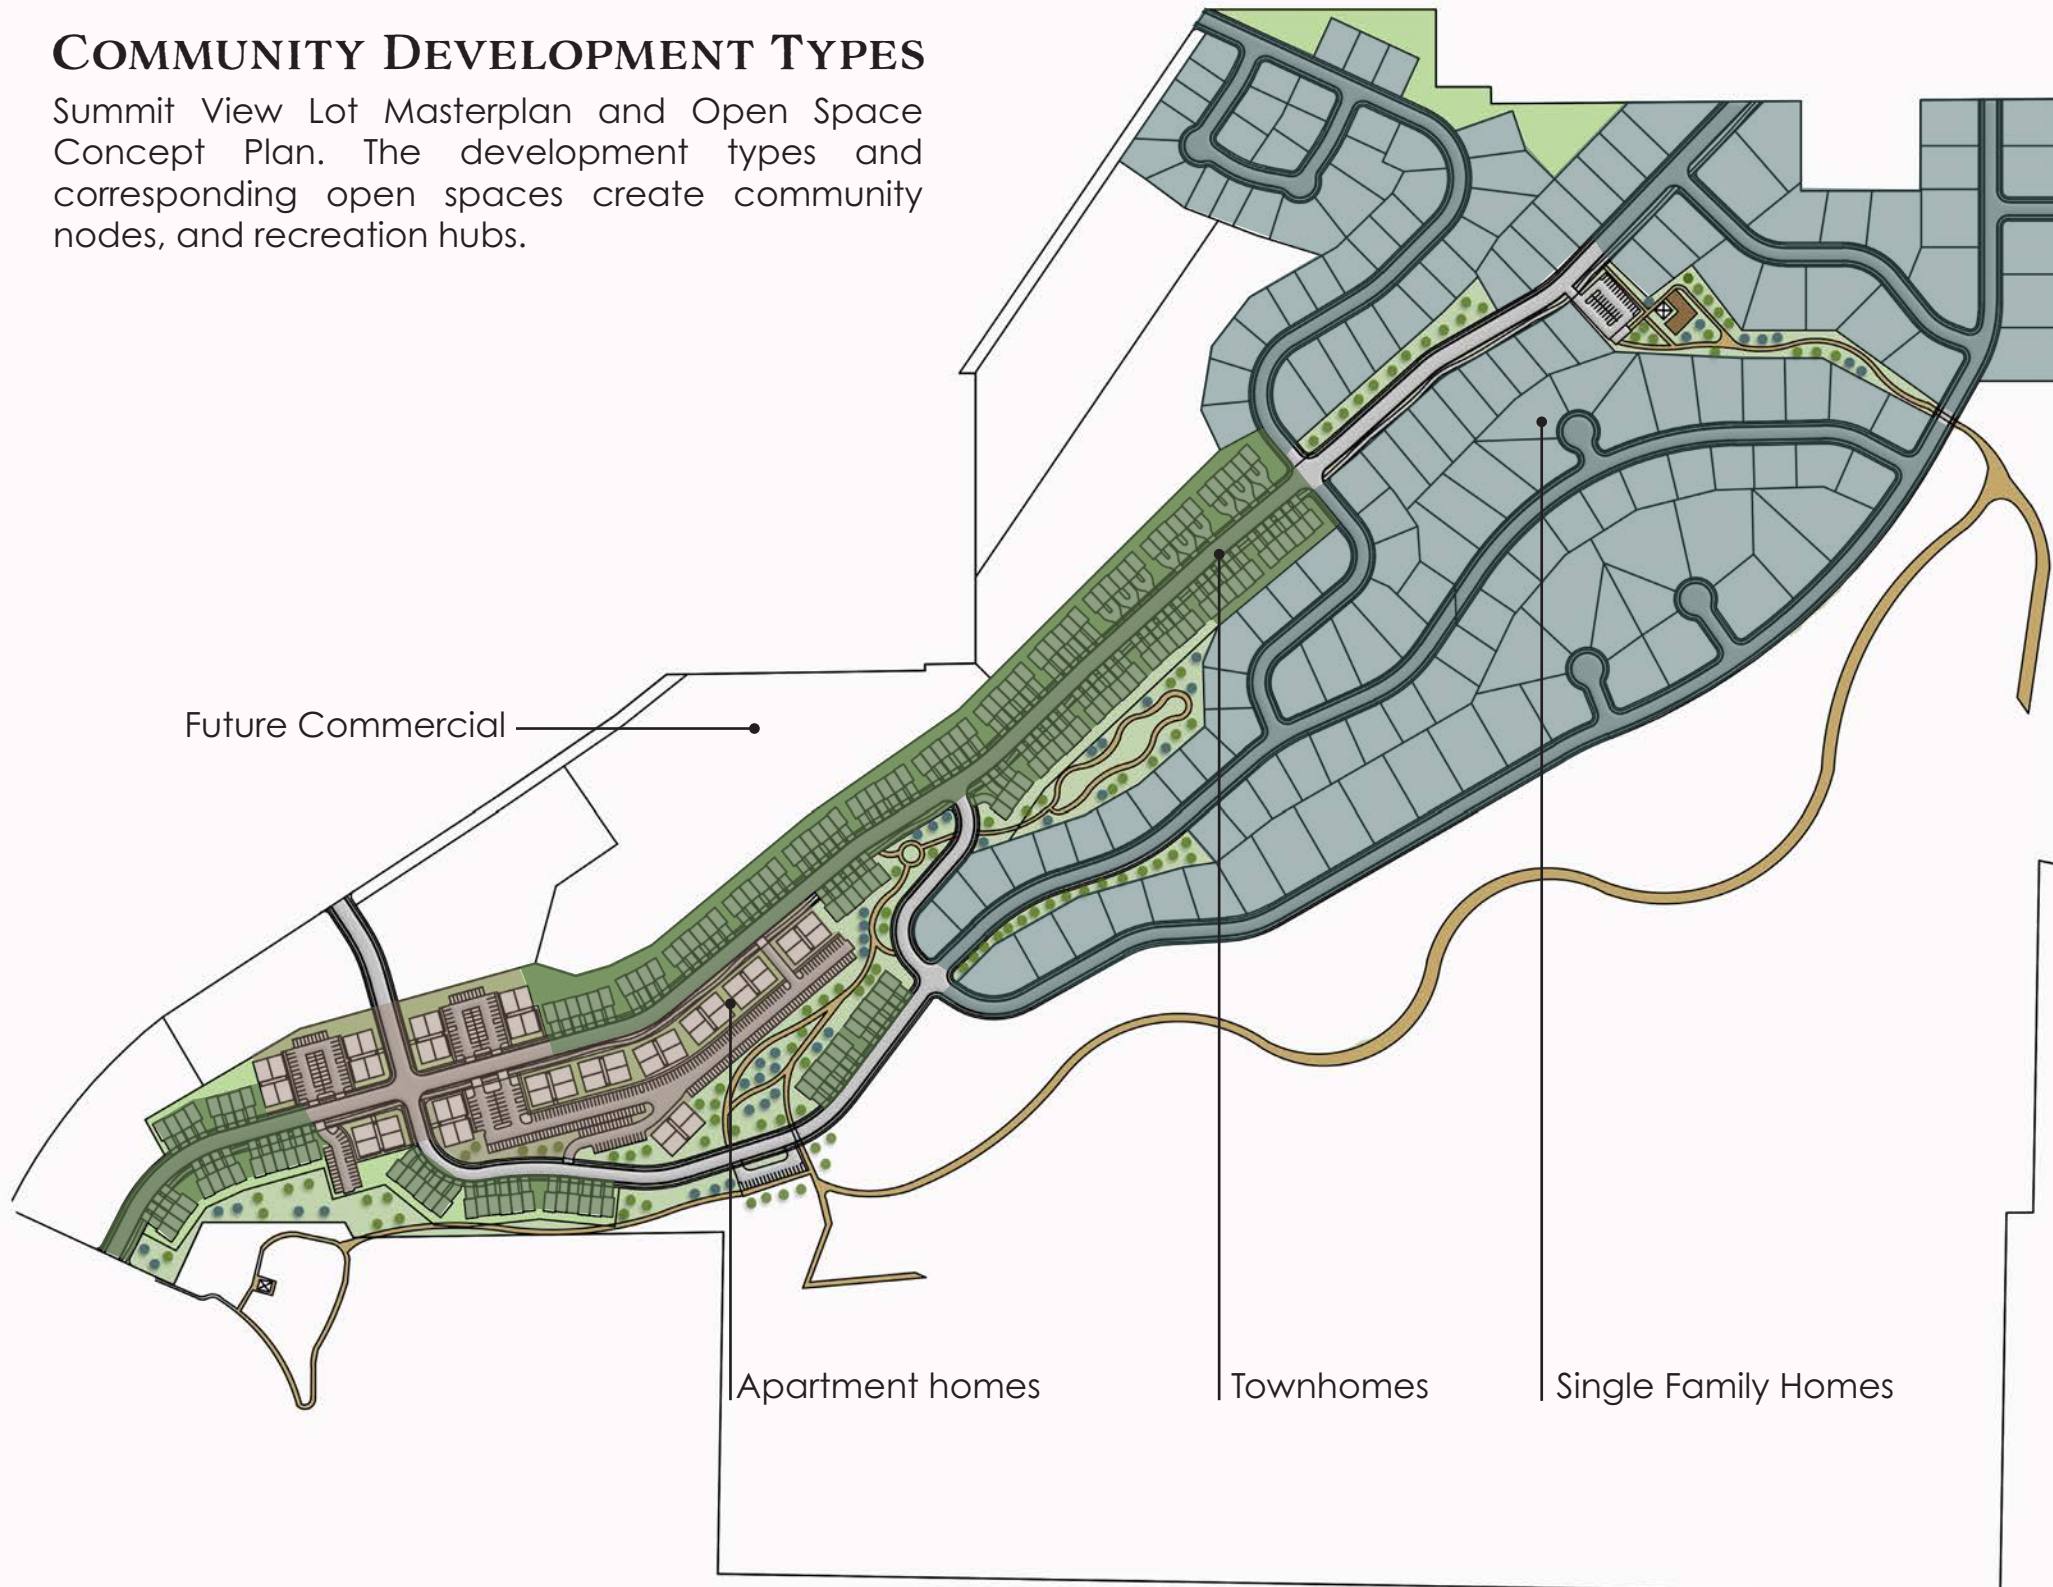 COMMUNITY DEVELOPMENT TYPES
Summit View Lot Masterplan and Open Space
Concept Plan. The development types and
corresponding open spaces create community
nodes, and recreation hubs.
Future Commercial
Apartment homes
Townhomes
Single Family Homes